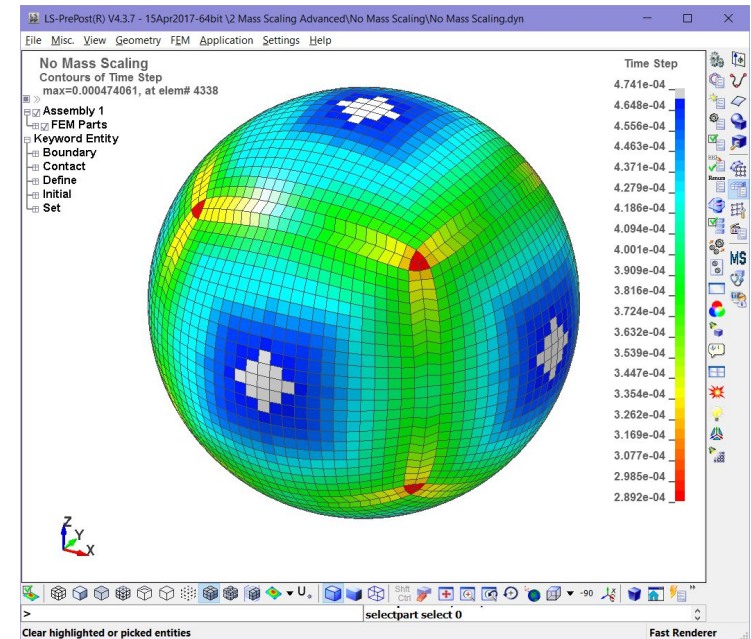 LS-PrePost(R) V4.3.7 - 15Apr2017-64bit \2 Mass Scaling Advanced\No Mass Scaling\No Mass Scaling.dyn
File Misc. View Geometry FEM Application Settings Help
No Mass Scaling
Contours of Time Step
max=0.000474061, at elem# 4338
Assembly 1
FEM Parts
Keyword Entity
Boundary
Contact
Define
Initial
Set
Time Step
4.741e-04
4.648e-04
4.556e-04
4.463e-04
4.371e-04
4.279e-04
4.186e-04
4.094e-04
4.001e-04
3.909e-04
3.816e-04
3.724e-04
3.632e-04
3.539e-04
3.447e-04
3.354e-04
3.262e-04
3.169e-04
3.077e-04
2.985e-04
2.892e-04
Renum
MS
Z
Y
X
U.
Shft
Ctrl
-90
>
selectpart select 0
Clear highlighted or picked entities
Fast Renderer